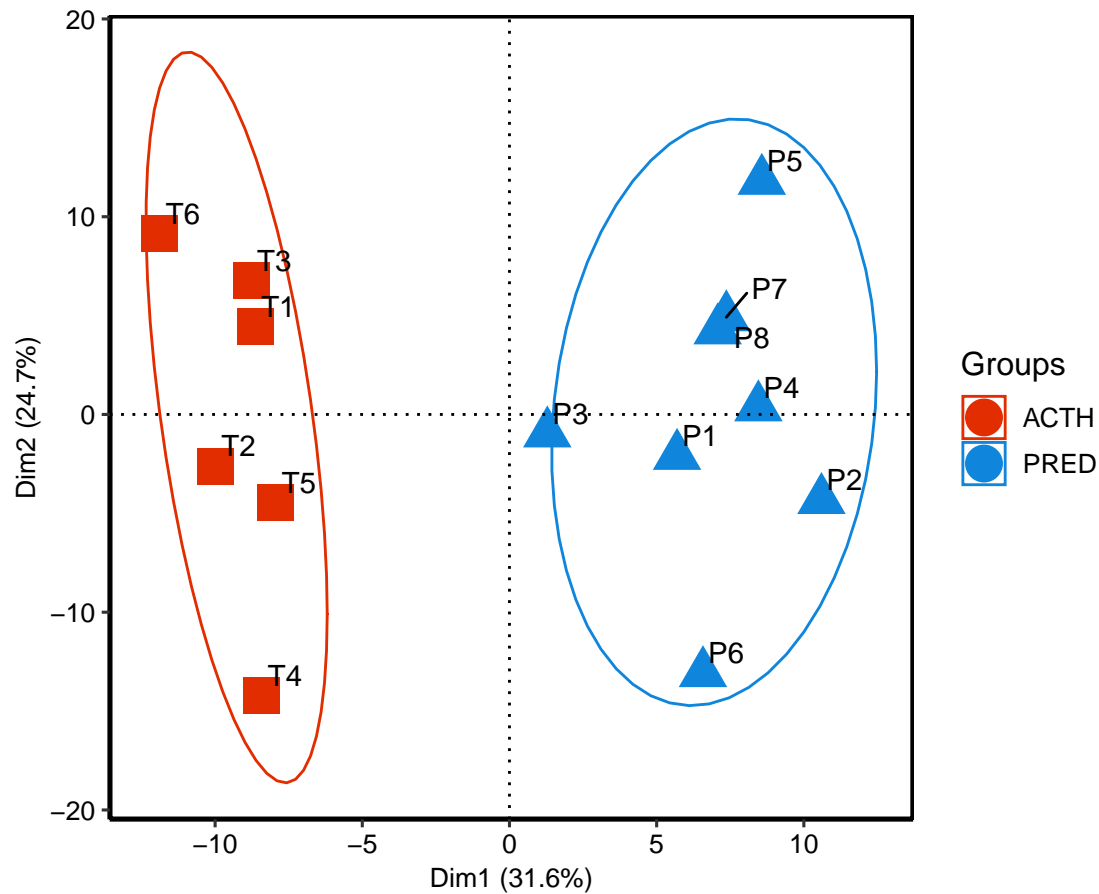 20
10
0
−10
−20
Dim2 (24.7%)
P5
T6
T3
P7
T1
P8
P4
P3
P1
T2
P2
T5
P6
T4
−10
−5
0
5
10
Dim1 (31.6%)
Groups
ACTH
PRED